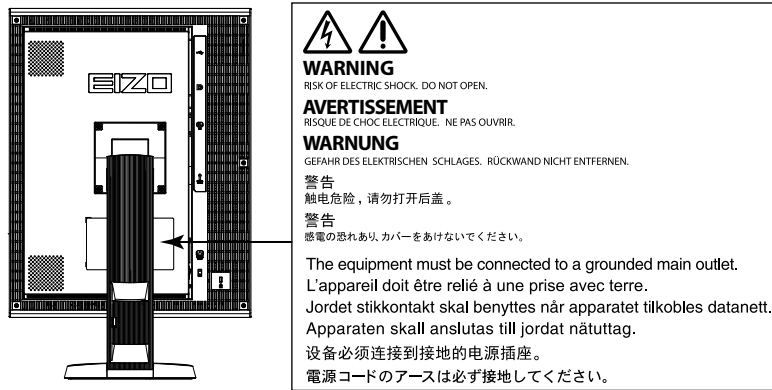 EIZO
WARNING
RISK OF ELECTRIC SHOCK. DO NOT OPEN.
AVERTISSEMENT
RISQUE DE CHOC ELECTRIQUE. NE PAS OUVRIR.
WARNUNG
GEFAHR DES ELEKTRISCHEN SCHLAGES. RÜCKWAND NICHT ENTFERNEN.
警告
触电危险，请勿打开后盖。
警告
感電の恐れあり、カバーをあけないでください。
The equipment must be connected to a grounded main outlet.
L'appareil doit être relié à une prise avec terre.
Jordet stikkontakt skal benyttes når apparatet tilkobles datanett.
Apparaten skall anslutas till jordat nätuttag.
设备必须连接到接地的电源插座。
電源コードのアースは必ず接地してください。